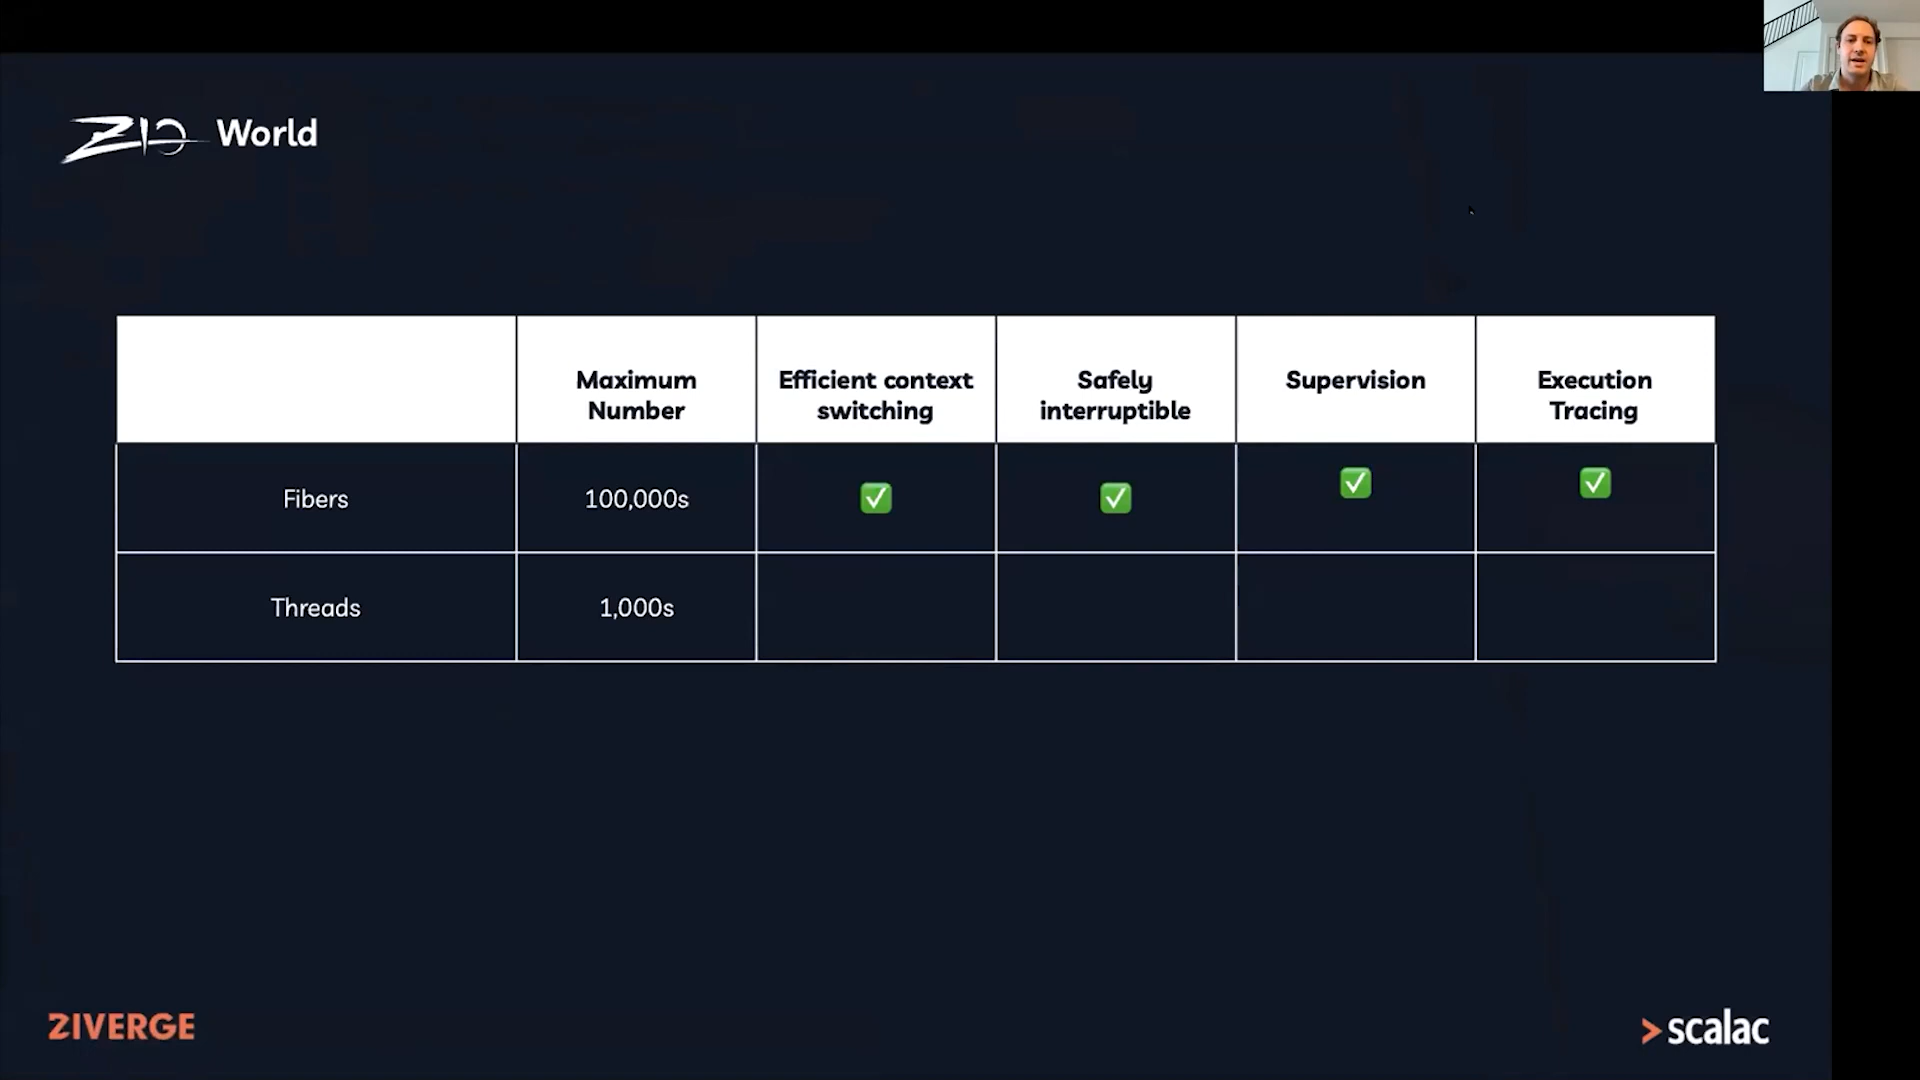 ZIO World
Maximum Number
Efficient context switching
Safely interruptible
Supervision
Execution Tracing
Fibers
100,000s
✅
✅
✅
✅
Threads
1,000s
ZIVERGE
>scalac